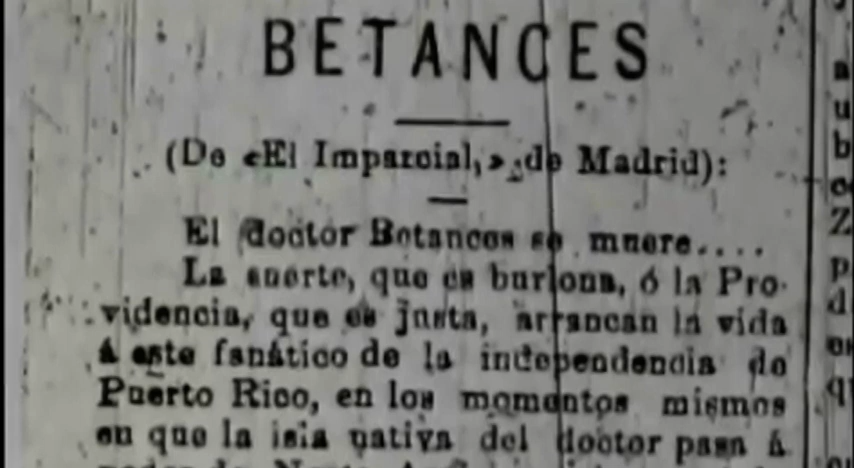 BETANCES
(De «El Imparcial,» de Madrid):
El doctor Betances se muere....
La suerte, que es burlona, ó la Pro-
videncia, que es justa, arrancan la vida
á este fanático de la independencia de
Puerto Rico, en los momentos mismos
en que la isla nativa del doctor pasa á